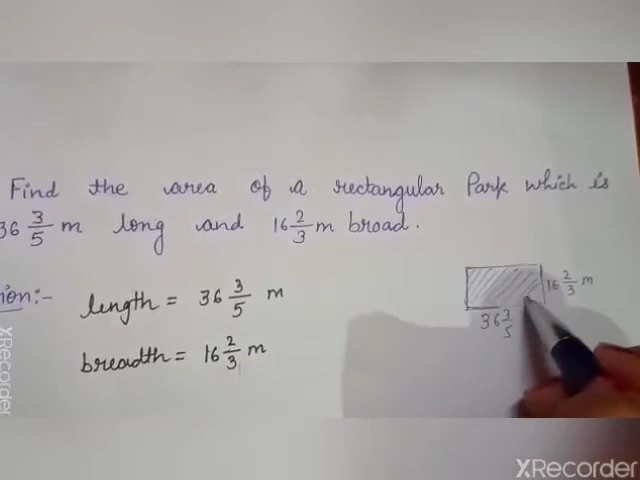 Find the area of a rectangular Park which is
36 3/5 m long and 16 2/3 m broad.
ion:- length = 36 3/5 m
breadth = 16 2/3 m
16 2/3 m
36 3/5
XRecorder
XRecorder